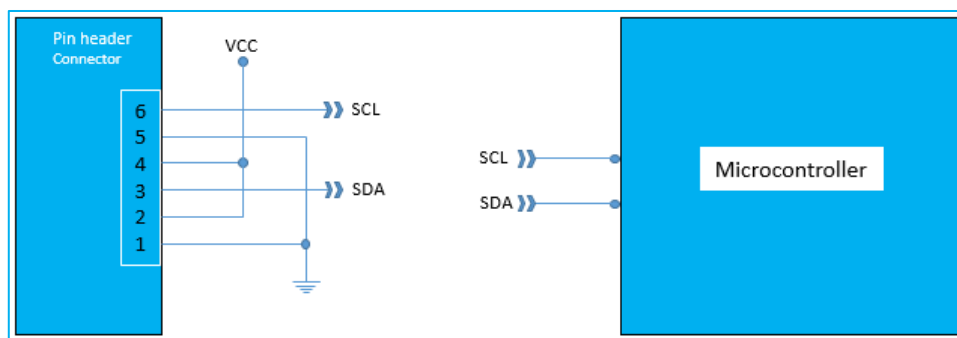 Pin header
Connector
VCC
6
5
4
3
2
1
SCL
SDA
SCL
SDA
Microcontroller